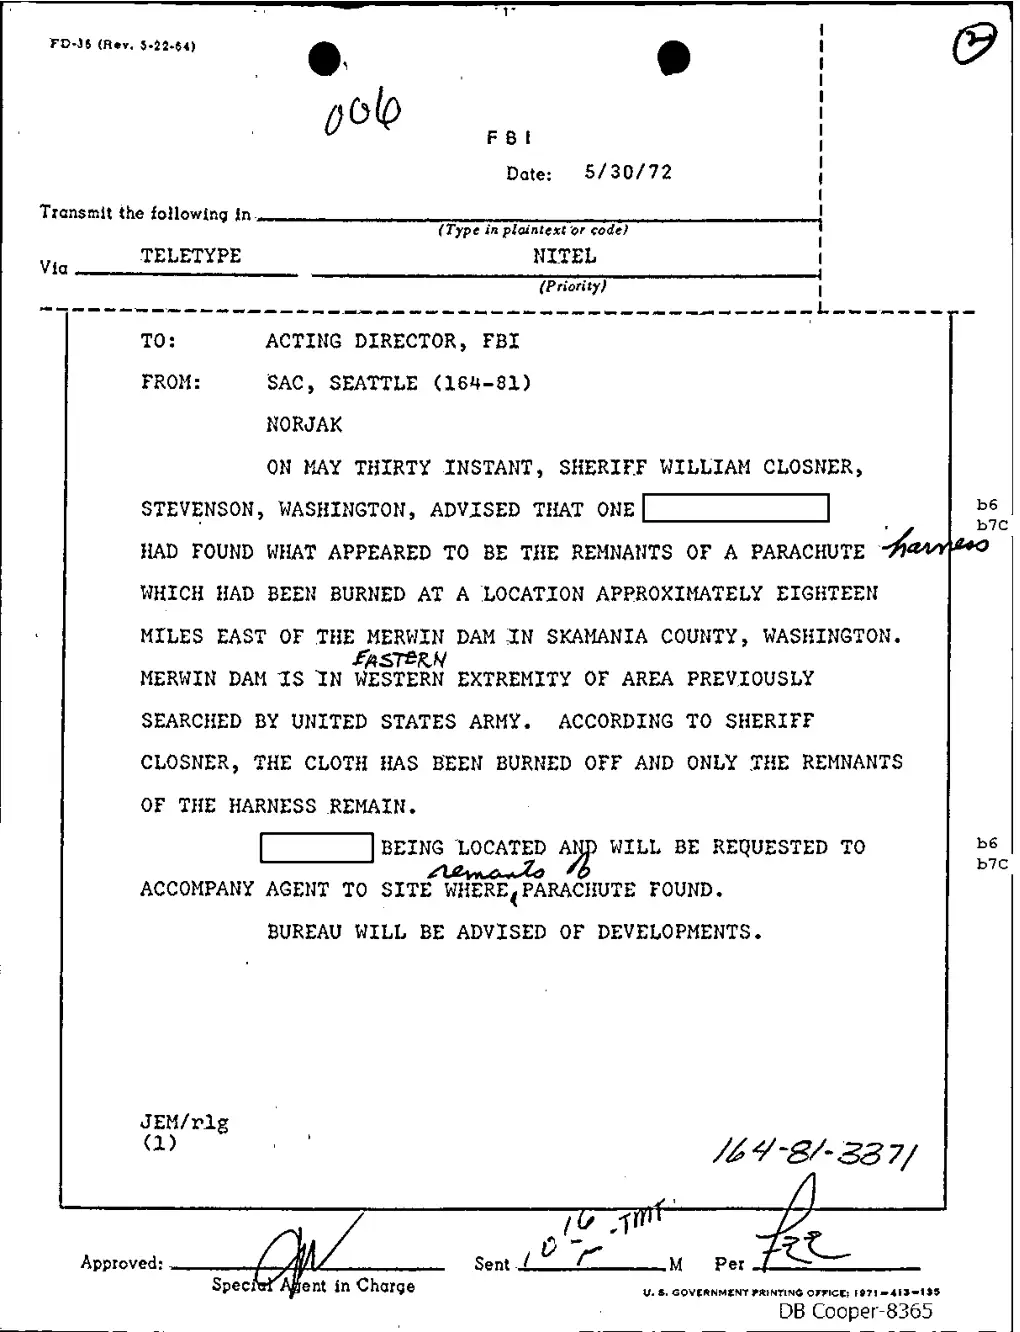 FD-36 (Rev. 5-22-64)
2
006
FBI
Date: 5/30/72
Transmit the following in
(Type in plaintext or code)
Via TELETYPE NITEL
(Priority)
TO: ACTING DIRECTOR, FBI
FROM: SAC, SEATTLE (164-81)
NORJAK
ON MAY THIRTY INSTANT, SHERIFF WILLIAM CLOSNER,
STEVENSON, WASHINGTON, ADVISED THAT ONE
b6
b7C
HAD FOUND WHAT APPEARED TO BE THE REMNANTS OF A PARACHUTE harness
WHICH HAD BEEN BURNED AT A LOCATION APPROXIMATELY EIGHTEEN
MILES EAST OF THE MERWIN DAM IN SKAMANIA COUNTY, WASHINGTON.
EASTERN
MERWIN DAM IS IN WESTERN EXTREMITY OF AREA PREVIOUSLY
SEARCHED BY UNITED STATES ARMY. ACCORDING TO SHERIFF
CLOSNER, THE CLOTH HAS BEEN BURNED OFF AND ONLY THE REMNANTS
OF THE HARNESS REMAIN.
BEING LOCATED AND WILL BE REQUESTED TO
b6
b7C
remants of
ACCOMPANY AGENT TO SITE WHERE PARACHUTE FOUND.
BUREAU WILL BE ADVISED OF DEVELOPMENTS.
JEM/rlg
(1)
164-81-3371
Approved: Sent M Per
Special Agent in Charge
U. S. GOVERNMENT PRINTING OFFICE: 1971-413-135
DB Cooper-8365